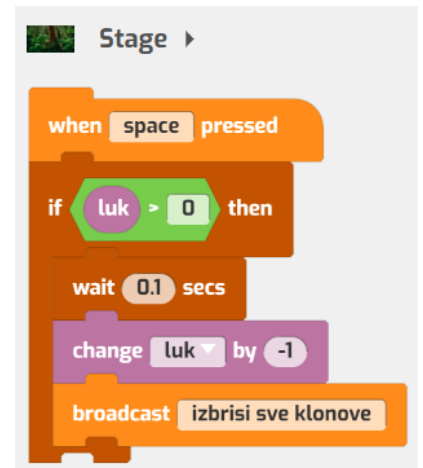 Stage
when space pressed
if luk > 0 then
wait 0.1 secs
change luk by -1
broadcast izbrisi sve klonove